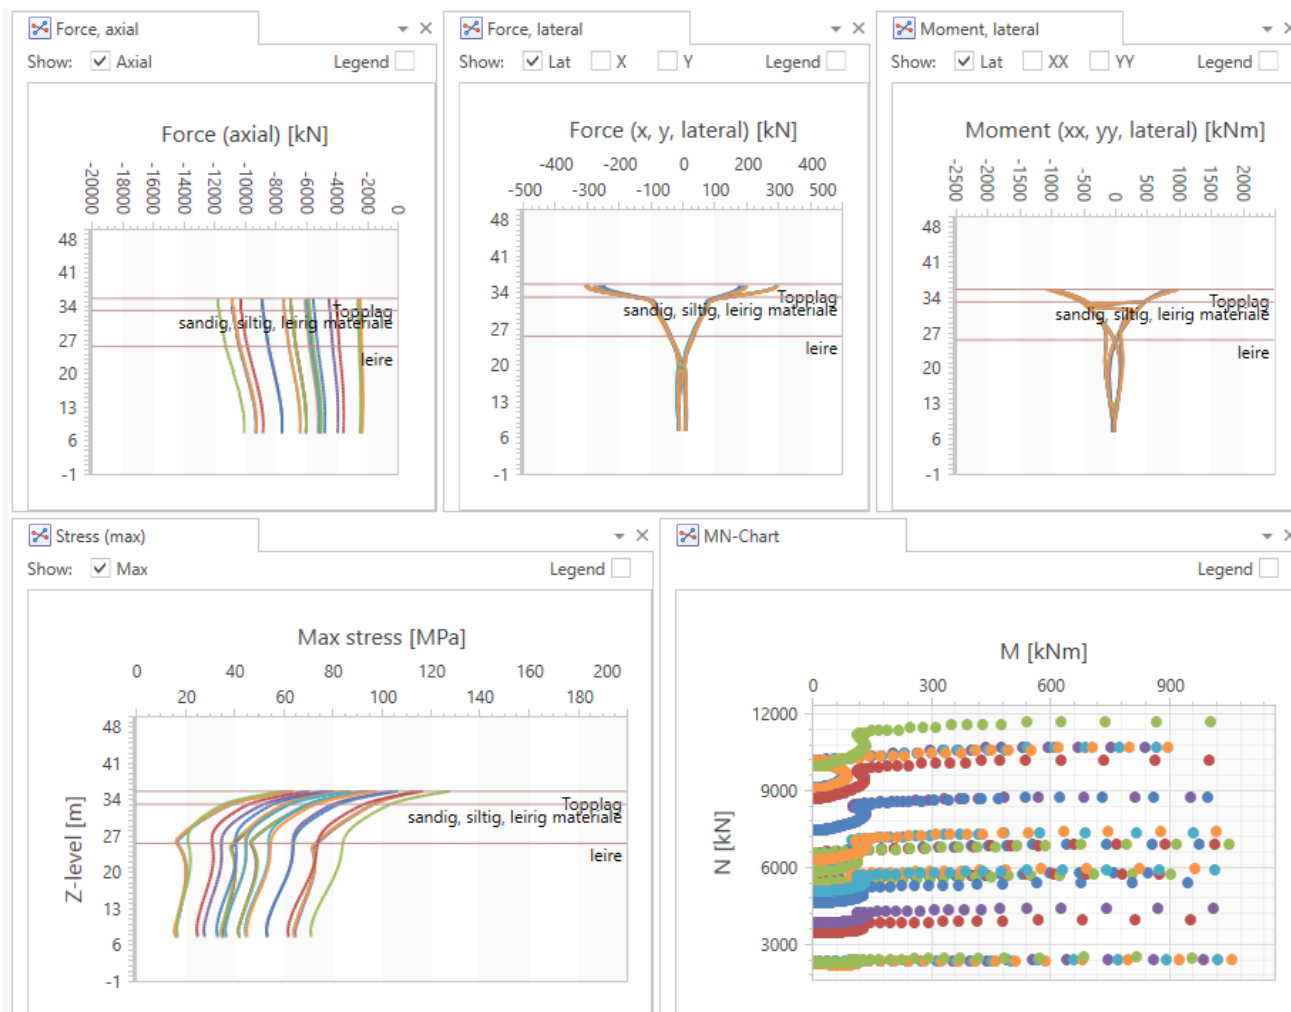 Force, axial
Show: Axial Legend
Force (axial) [kN]
-20000 -18000 -16000 -14000 -12000 -10000 -8000 -6000 -4000 -2000 0
48
41
34
27
20
13
6
-1
Topplag
sandig, siltig, leirig materiale
leire
Force, lateral
Show: Lat X Y Legend
Force (x, y, lateral) [kN]
-400 -200 0 200 400
-500 -300 -100 100 300 500
48
41
34
27
20
13
6
-1
Topplag
sandig, siltig, leirig materiale
leire
Moment, lateral
Show: Lat XX YY Legend
Moment (xx, yy, lateral) [kNm]
-2500 -2000 -1500 -1000 -500 0 500 1000 1500 2000
48
41
34
27
20
13
6
-1
Topplag
sandig, siltig, leirig materiale
leire
Stress (max)
Show: Max Legend
Max stress [MPa]
0 40 80 120 160 200
20 60 100 140 180
Z-level [m]
48
41
34
27
20
13
6
-1
Topplag
sandig, siltig, leirig materiale
leire
MN-Chart
Legend
M [kNm]
0 300 600 900
N [kN]
12000
9000
6000
3000